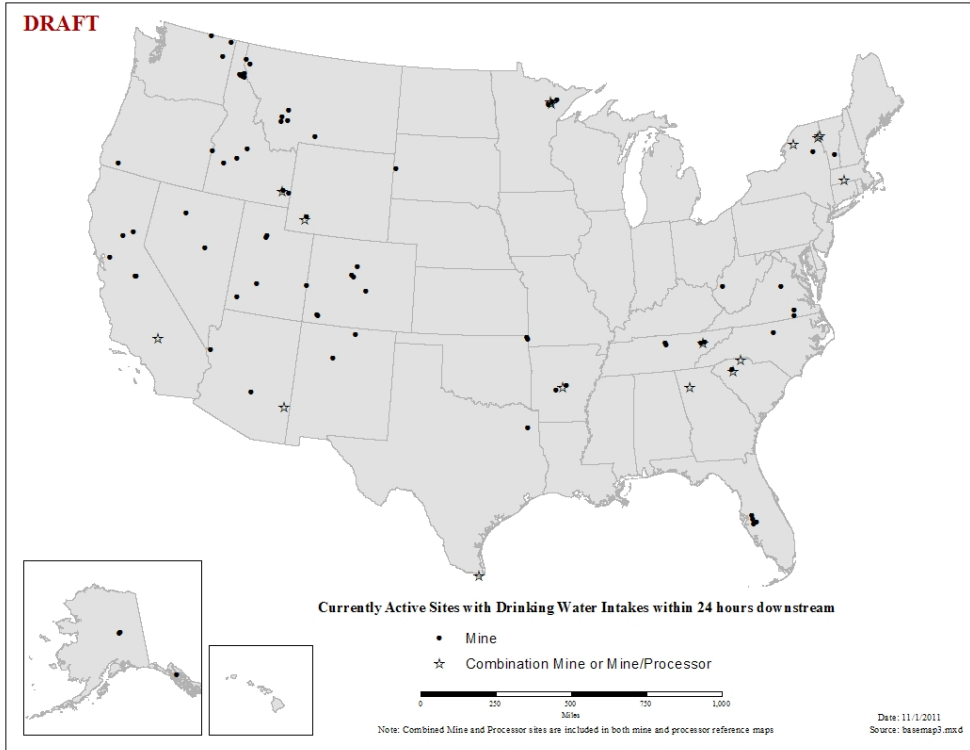 DRAFT
Currently Active Sites with Drinking Water Intakes within 24 hours downstream
Mine
Combination Mine or Mine/Processor
0 250 500 750 1,000
Miles
Note: Combined Mine and Processor sites are included in both mine and processor reference maps
Date: 11/1/2011
Source: basemap3.mxd